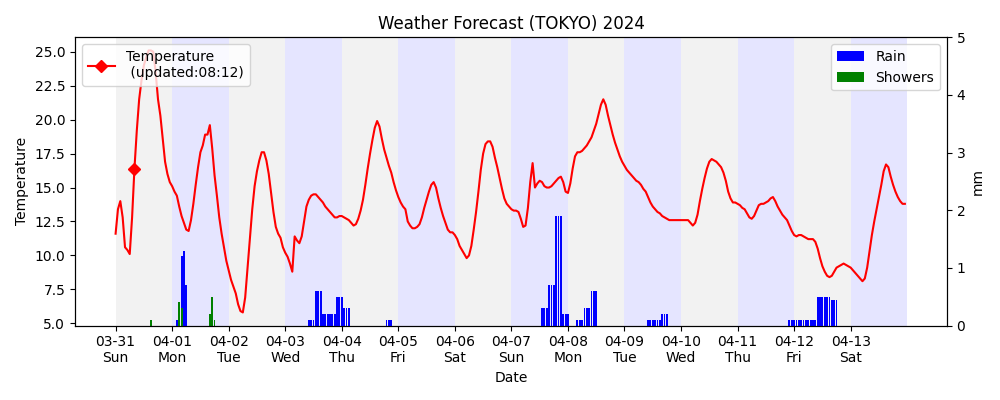 Weather Forecast (TOKYO) 2024
Temperature
(updated:08:12)
Rain
Showers
25.0
22.5
20.0
17.5
15.0
12.5
10.0
7.5
5.0
Temperature
5
4
3
2
1
0
mm
03-31 04-01 04-02 04-03 04-04 04-05 04-06 04-07 04-08 04-09 04-10 04-11 04-12 04-13
Sun Mon Tue Wed Thu Fri Sat Sun Mon Tue Wed Thu Fri Sat
Date